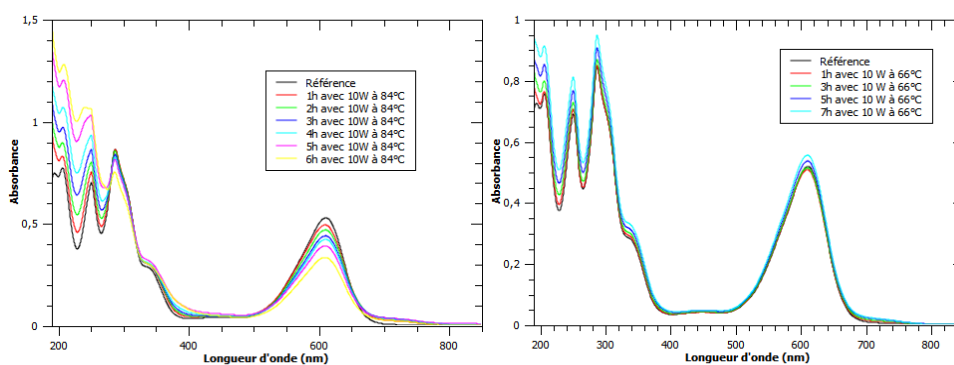 1,5
1
0,5
0
Absorbance
200
400
600
800
Longueur d'onde (nm)
Référence
1h avec 10W à 84°C
2h avec 10W à 84°C
3h avec 10W à 84°C
4h avec 10W à 84°C
5h avec 10W à 84°C
6h avec 10W à 84°C
1
0,8
0,6
0,4
0,2
0
Absorbance
200
300
400
500
600
700
800
Longueur d'onde (nm)
Référence
1h avec 10 W à 66°C
3h avec 10 W à 66°C
5h avec 10 W à 66°C
7h avec 10 W à 66°C